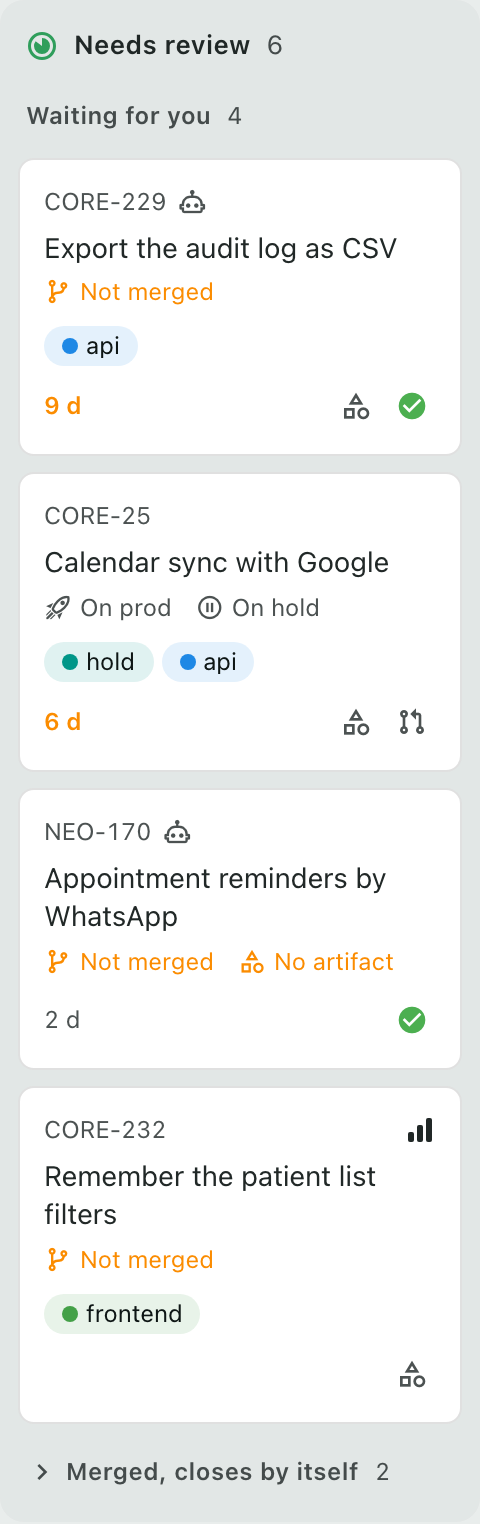 Needs review 6
Waiting for you 4
CORE-229
Export the audit log as CSV
Not merged
api
9 d
CORE-25
Calendar sync with Google
On prod On hold
hold api
6 d
NEO-170
Appointment reminders by
WhatsApp
Not merged No artifact
2 d
CORE-232
Remember the patient list
filters
Not merged
frontend
Merged, closes by itself 2